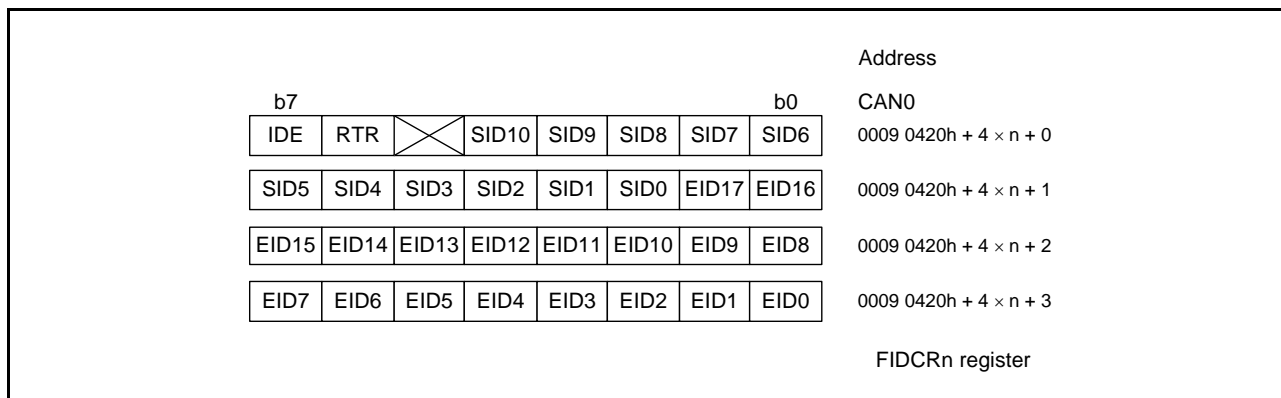 Address
b7 b0 CAN0
IDE RTR SID10 SID9 SID8 SID7 SID6 0009 0420h + 4 × n + 0
SID5 SID4 SID3 SID2 SID1 SID0 EID17 EID16 0009 0420h + 4 × n + 1
EID15 EID14 EID13 EID12 EID11 EID10 EID9 EID8 0009 0420h + 4 × n + 2
EID7 EID6 EID5 EID4 EID3 EID2 EID1 EID0 0009 0420h + 4 × n + 3
FIDCRn register